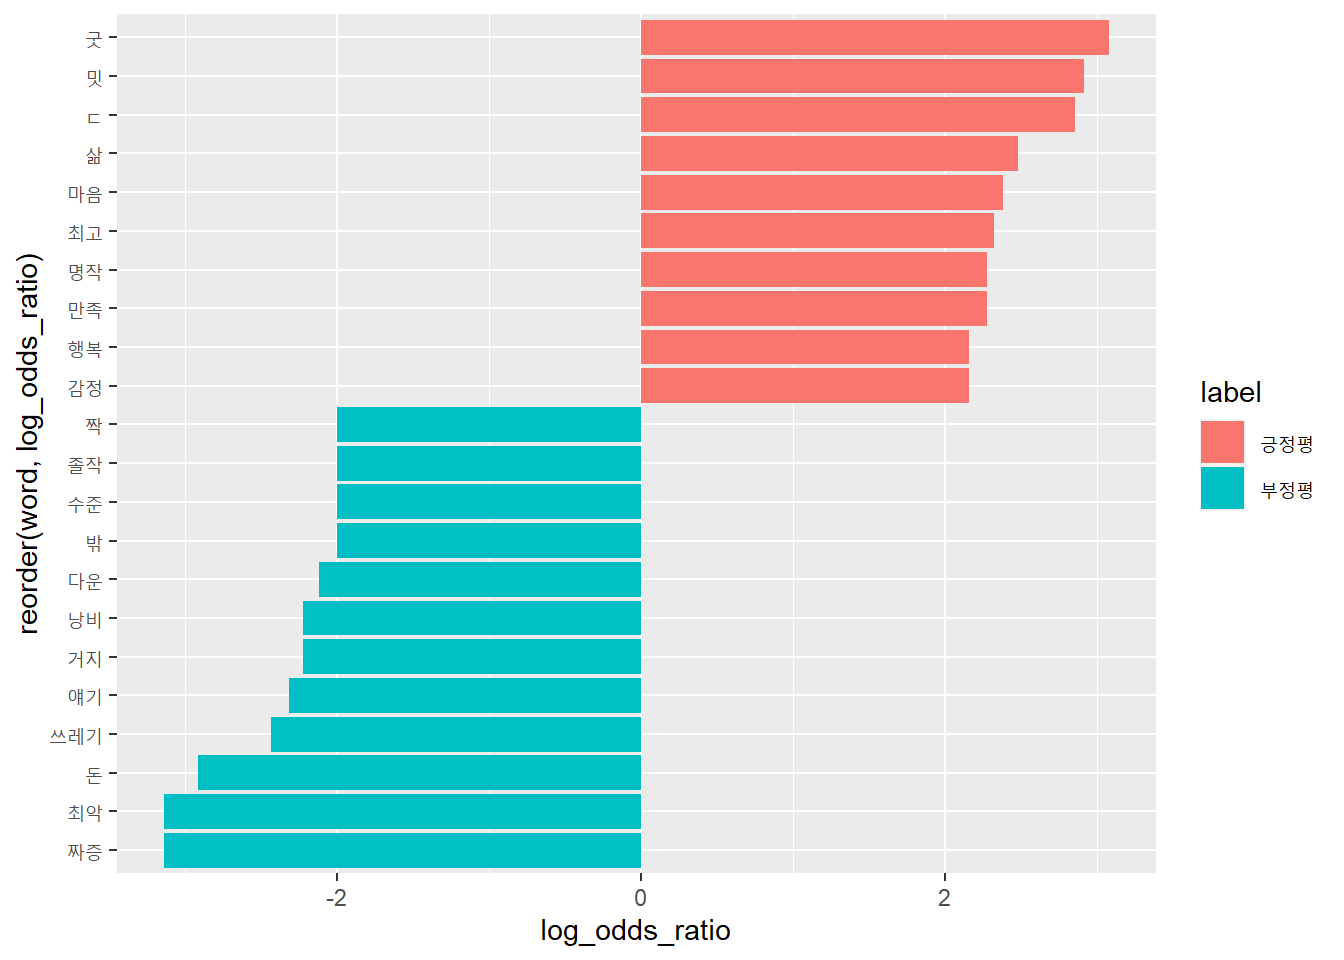 굿
밋
ㄷ
삶
마음
최고
명작
만족
행복
감정
짝
졸작
수준
밖
다운
낭비
거지
얘기
쓰레기
돈
최악
짜증
reorder(word, log_odds_ratio)
-2
0
2
log_odds_ratio
label
긍정평
부정평